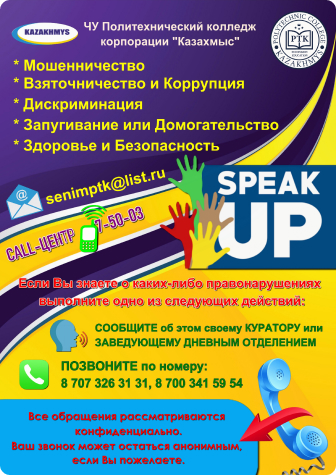 KAZAKHMYS
ЧУ Политехнический колледж
корпорации "Казахмыс"
POLYTECHNIC COLLEGE
РТК
KAZAKHMYS
* Мошенничество
* Взяточничество и Коррупция
* Дискриминация
* Запугивание или Домогательство
* Здоровье и Безопасность
senimptk@list.ru
CALL-ЦЕНТР 7-50-03
SPEAK
UP
Если Вы знаете о каких-либо правонарушениях
выполните одно из следующих действий:
СООБЩИТЕ об этом своему КУРАТОРУ или
ЗАВЕДУЮЩЕМУ ДНЕВНЫМ ОТДЕЛЕНИЕМ
ПОЗВОНИТЕ по номеру:
8 707 326 31 31, 8 700 341 59 54
Все обращения рассматриваются
конфиденциально.
Ваш звонок может остаться анонимным,
если Вы пожелаете.